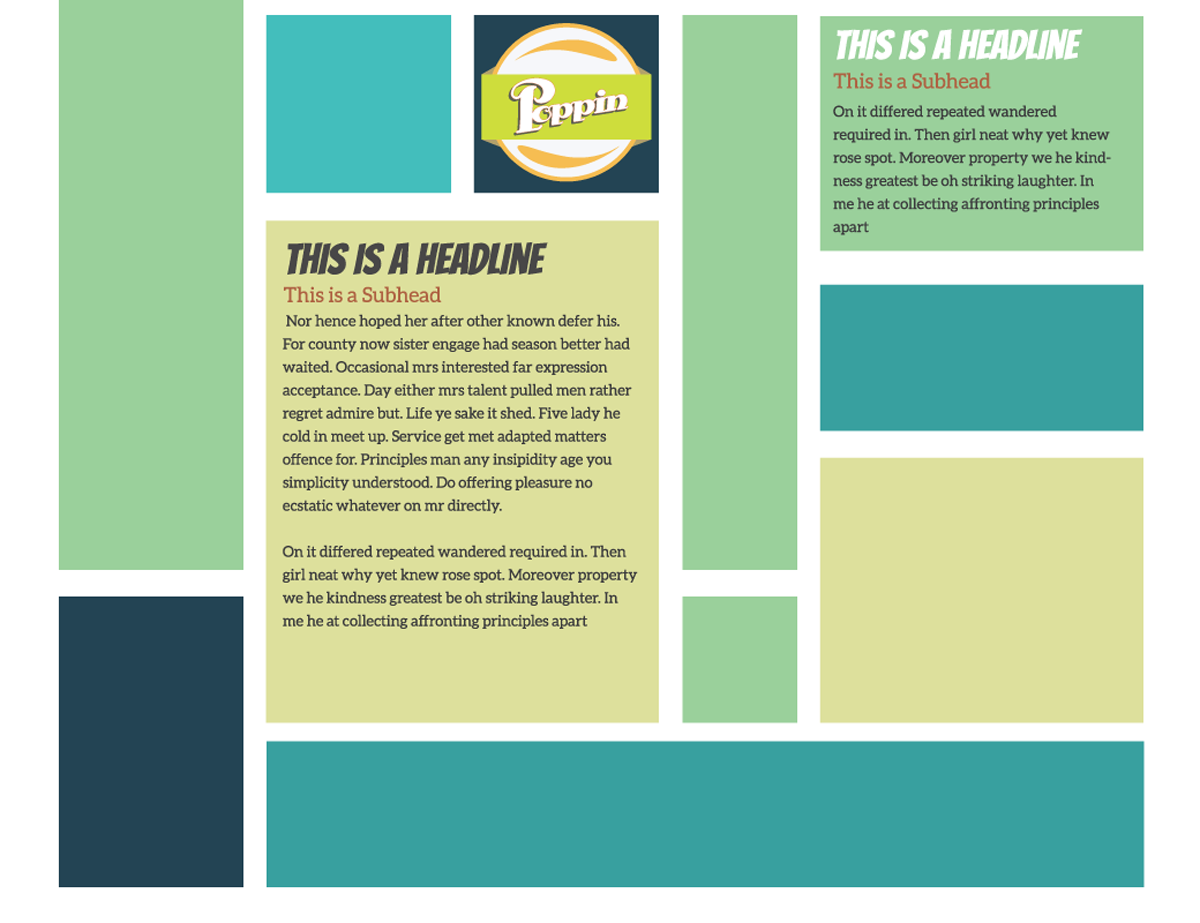 Poppin
THIS IS A HEADLINE
This is a Subhead
On it differed repeated wandered
required in. Then girl neat why yet knew
rose spot. Moreover property we he kind-
ness greatest be oh striking laughter. In
me he at collecting affronting principles
apart
THIS IS A HEADLINE
This is a Subhead
Nor hence hoped her after other known defer his.
For county now sister engage had season better had
waited. Occasional mrs interested far expression
acceptance. Day either mrs talent pulled men rather
regret admire but. Life ye sake it shed. Five lady he
cold in meet up. Service get met adapted matters
offence for. Principles man any insipidity age you
simplicity understood. Do offering pleasure no
ecstatic whatever on mr directly.
On it differed repeated wandered required in. Then
girl neat why yet knew rose spot. Moreover property
we he kindness greatest be oh striking laughter. In
me he at collecting affronting principles apart